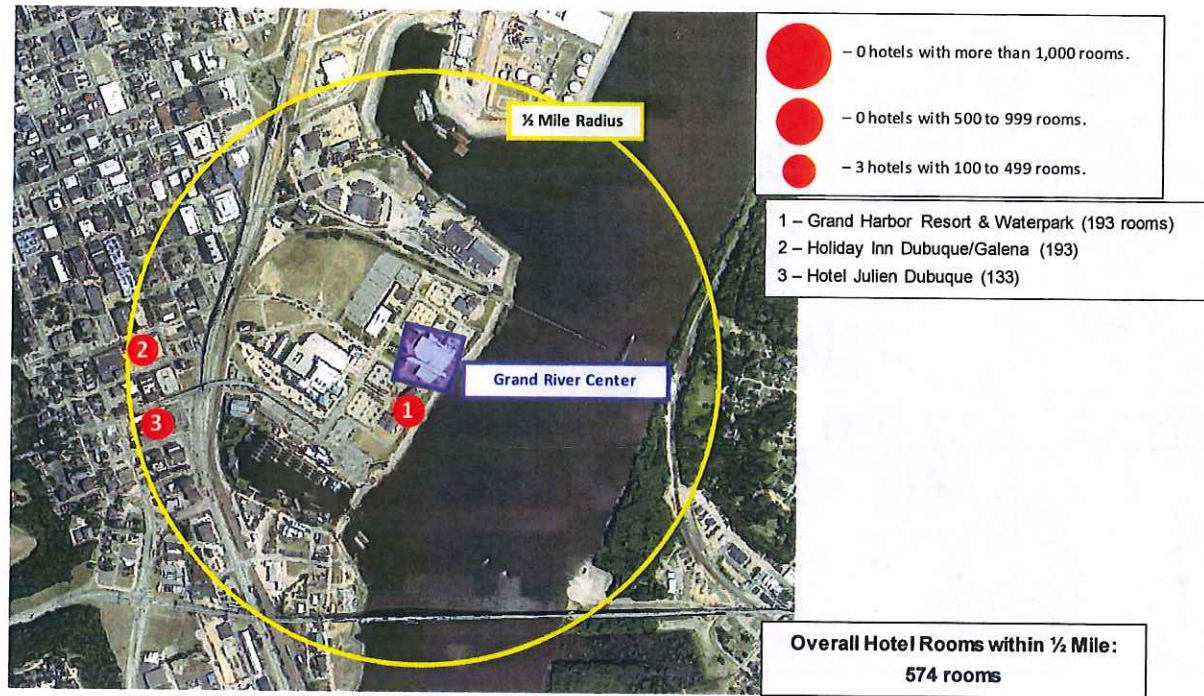 ½ Mile Radius
– 0 hotels with more than 1,000 rooms.
– 0 hotels with 500 to 999 rooms.
– 3 hotels with 100 to 499 rooms.
1 – Grand Harbor Resort & Waterpark (193 rooms)
2 – Holiday Inn Dubuque/Galena (193)
3 – Hotel Julien Dubuque (133)
2
Grand River Center
1
3
Overall Hotel Rooms within ½ Mile:
574 rooms